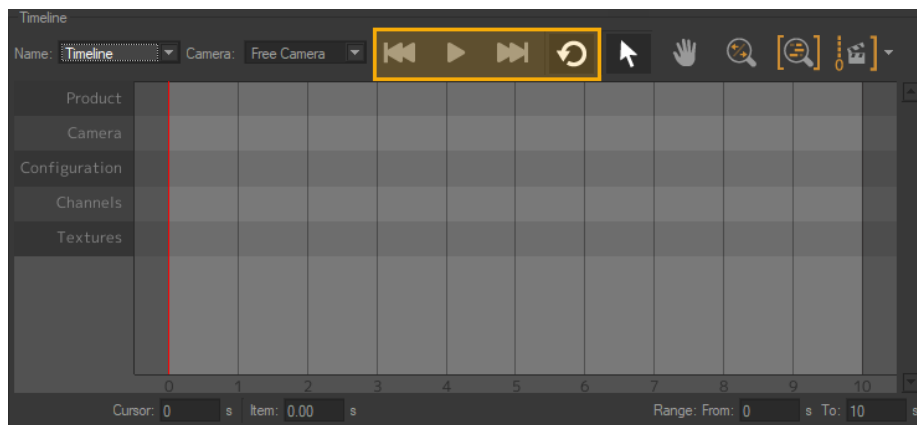 Timeline
Name: Timeline Camera: Free Camera
Product
Camera
Configuration
Channels
Textures
0 1 2 3 4 5 6 7 8 9 10
Cursor: 0 s Item: 0.00 s Range: From: 0 s To: 10 s